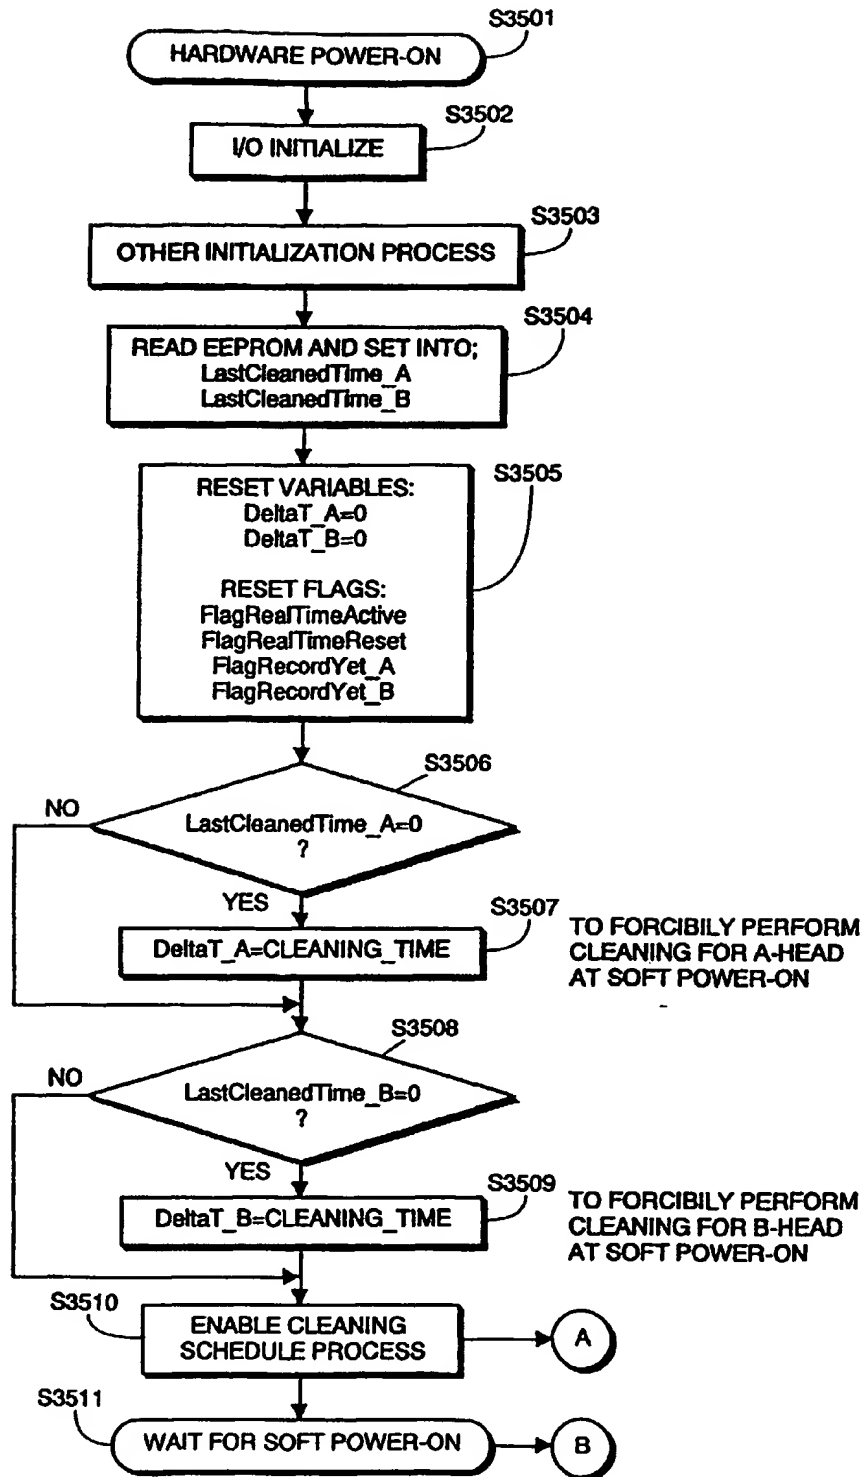 S3501
HARDWARE POWER-ON
S3502
I/O INITIALIZE
S3503
OTHER INITIALIZATION PROCESS
S3504
READ EEPROM AND SET INTO;
LastCleanedTime_A
LastCleanedTime_B
S3505
RESET VARIABLES:
DeltaT_A=0
DeltaT_B=0
RESET FLAGS:
FlagRealTimeActive
FlagRealTimeReset
FlagRecordYet_A
FlagRecordYet_B
S3506
NO
LastCleanedTime_A=0
?
YES
S3507
DeltaT_A=CLEANING_TIME
TO FORCIBILY PERFORM
CLEANING FOR A-HEAD
AT SOFT POWER-ON
S3508
NO
LastCleanedTime_B=0
?
YES
S3509
DeltaT_B=CLEANING_TIME
TO FORCIBILY PERFORM
CLEANING FOR B-HEAD
AT SOFT POWER-ON
S3510
ENABLE CLEANING
SCHEDULE PROCESS
A
S3511
WAIT FOR SOFT POWER-ON
B